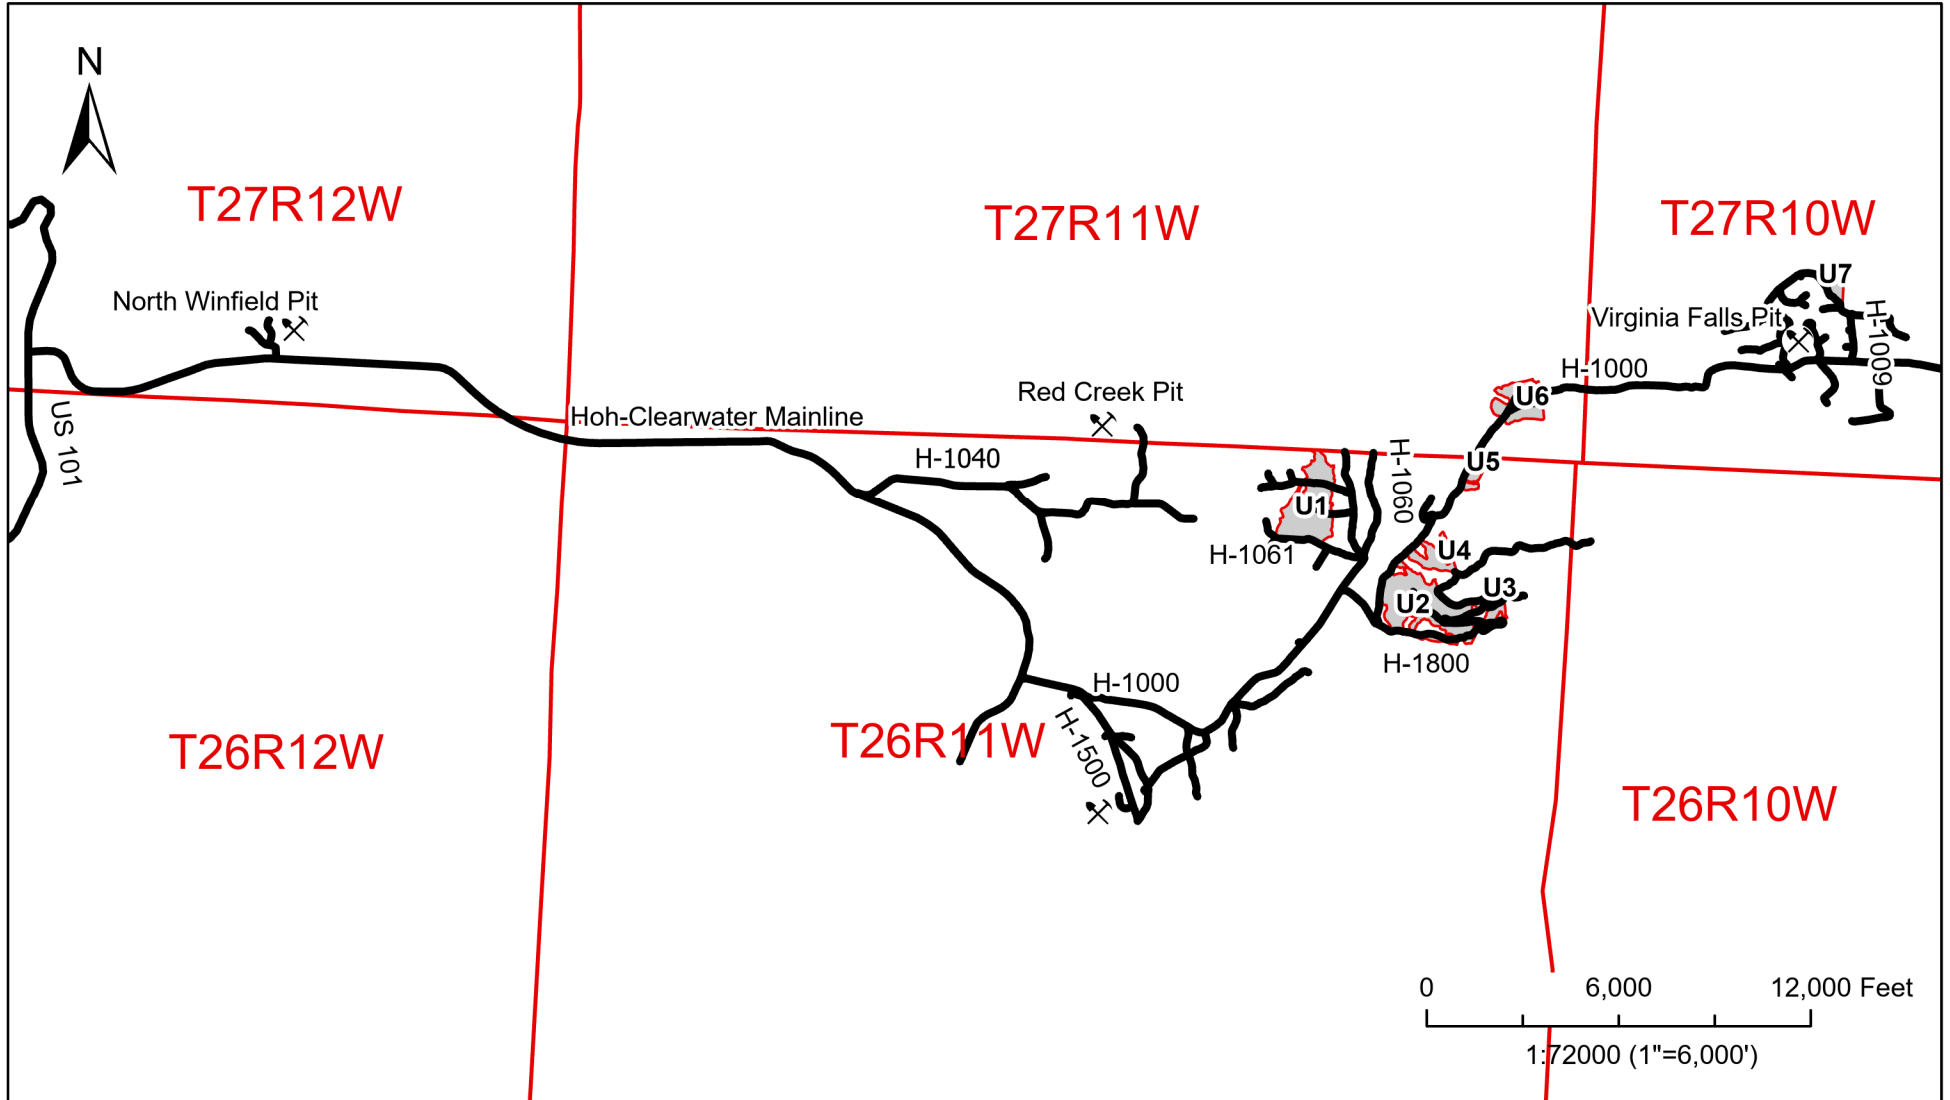 N
T27R12W
T27R11W
T27R10W
U7
North Winfield Pit
Virginia Falls Pit
H-1009
H-1000
Red Creek Pit
U6
US 101
Hoh-Clearwater Mainline
H-1040
H-1060
U5
U1
H-1061
U4
U3
U2
H-1800
H-1000
H-1500
T26R12W
T26R11W
T26R10W
0 6,000 12,000 Feet
1:72000 (1"=6,000')